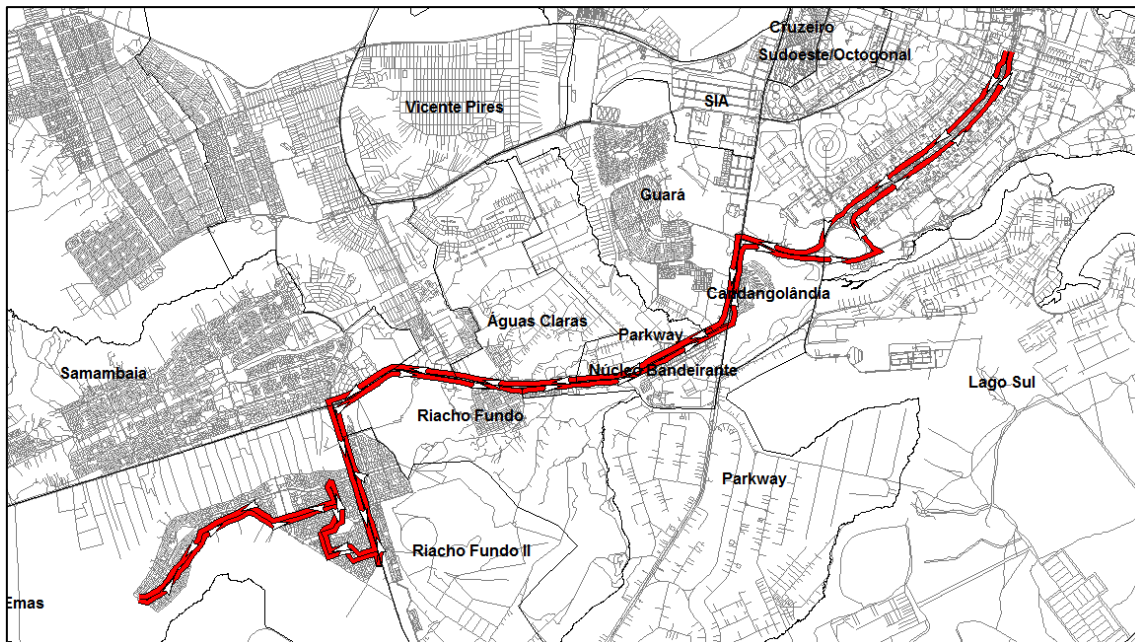 Cruzeiro
Sudoeste/Octogonal
Vicente Pires
SIA
Guará
Candangolândia
Águas Claras
Parkway
Núcleo Bandeirante
Samambaia
Lago Sul
Riacho Fundo
Parkway
Riacho Fundo II
Emas